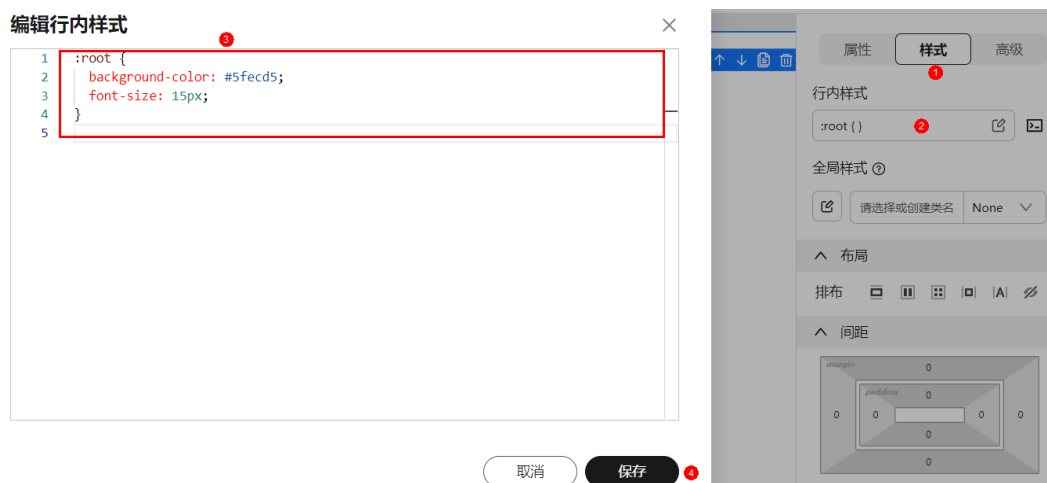 编辑行内样式
3
1 :root {
2 background-color: #5fecd5;
3 font-size: 15px;
4 }
5
取消
保存
4
属性
样式
高级
1
行内样式
:root { }
2
全局样式
请选择或创建类名
None
布局
排布
A
间距
margin
0
padding
0
0
0
0
0
0
0